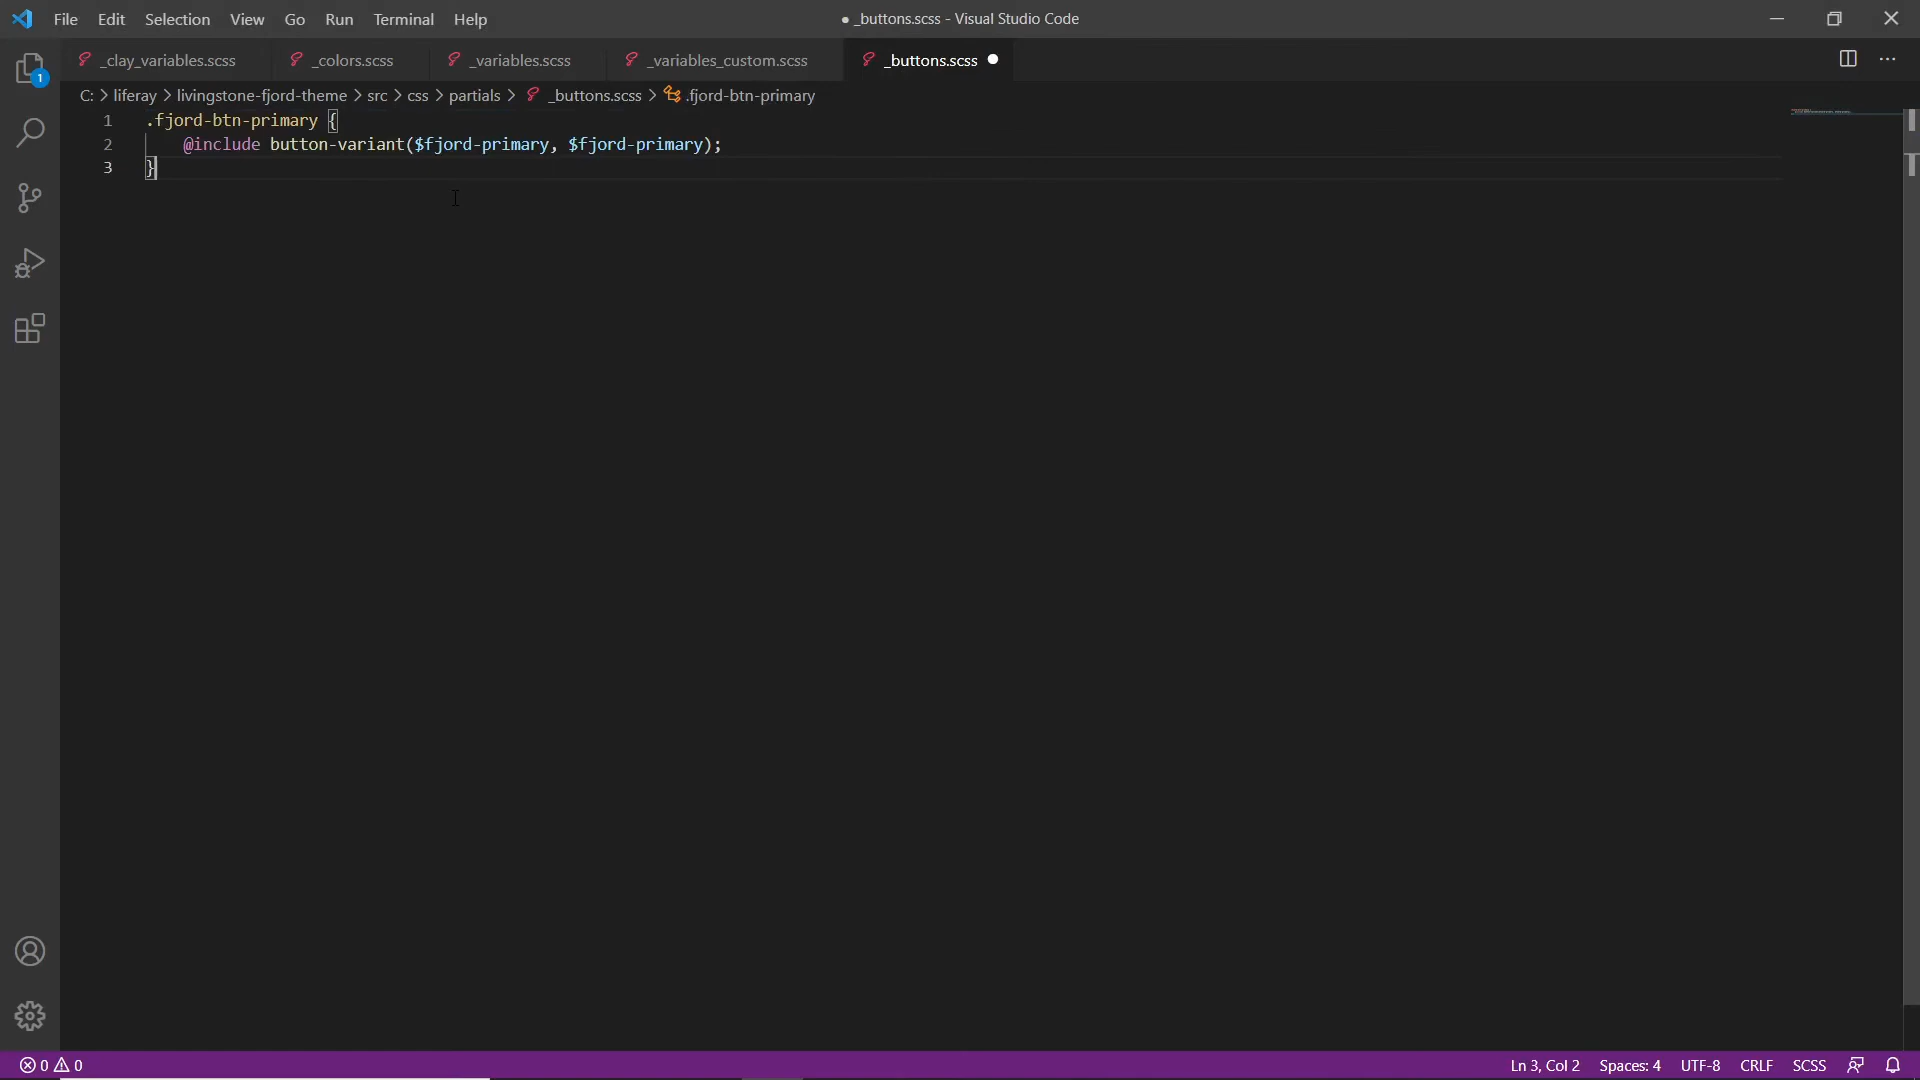 File Edit Selection View Go Run Terminal Help
● _buttons.scss - Visual Studio Code
_clay_variables.scss _colors.scss _variables.scss _variables_custom.scss _buttons.scss ●
C: > liferay > livingstone-fjord-theme > src > css > partials > _buttons.scss > .fjord-btn-primary
1 .fjord-btn-primary {
2 @include button-variant($fjord-primary, $fjord-primary);
3 }
1
0 0
Ln 3, Col 2 Spaces: 4 UTF-8 CRLF SCSS